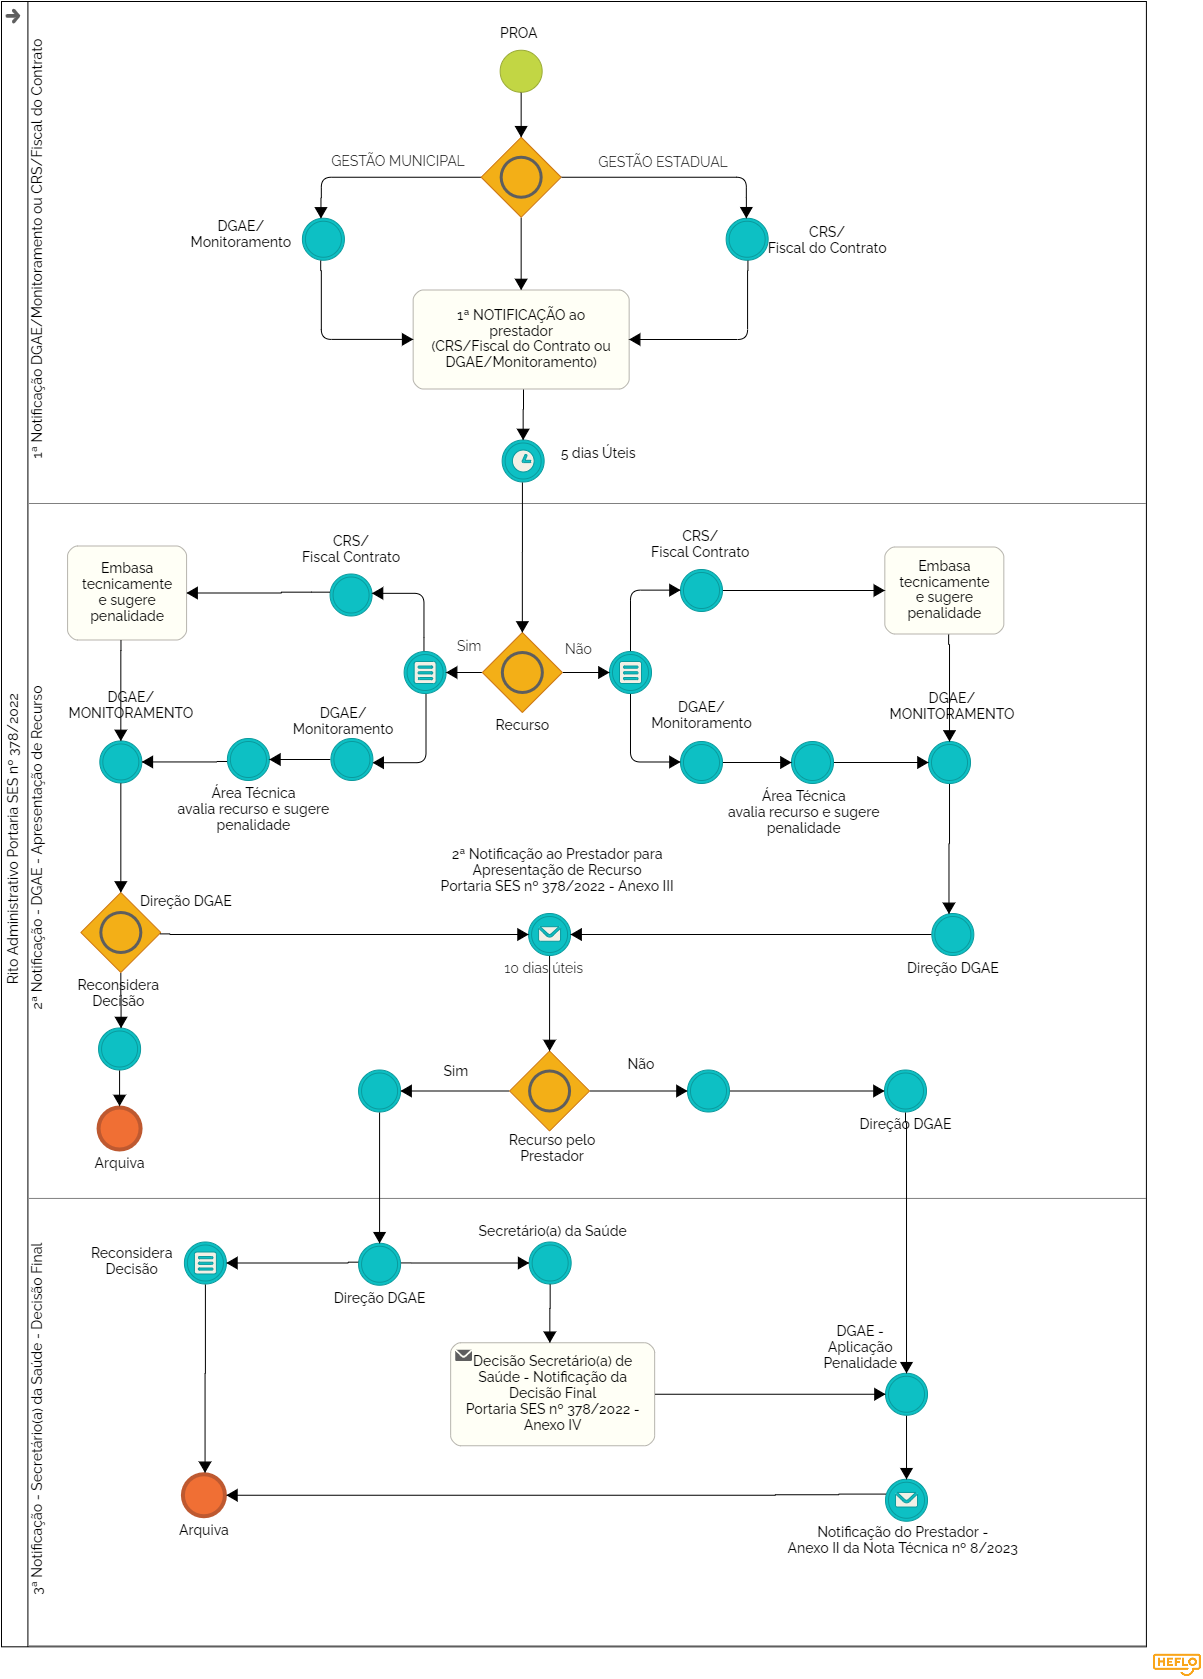 Rito Administrativo Portaria SES nº 378/2022
1ª Notificação DGAE/Monitoramento ou CRS/Fiscal do Contrato
PROA
GESTÃO MUNICIPAL
GESTÃO ESTADUAL
DGAE/
Monitoramento
CRS/
Fiscal do Contrato
1ª NOTIFICAÇÃO ao
prestador
(CRS/Fiscal do Contrato ou
DGAE/Monitoramento)
5 dias Úteis
2ª Notificação - DGAE - Apresentação de Recurso
CRS/
Fiscal Contrato
CRS/
Fiscal Contrato
Embasa
tecnicamente
e sugere
penalidade
Embasa
tecnicamente
e sugere
penalidade
Sim
Não
Recurso
DGAE/
MONITORAMENTO
DGAE/
Monitoramento
DGAE/
Monitoramento
DGAE/
MONITORAMENTO
Área Técnica
avalia recurso e sugere
penalidade
Área Técnica
avalia recurso e sugere
penalidade
2ª Notificação ao Prestador para
Apresentação de Recurso
Portaria SES nº 378/2022 - Anexo III
Direção DGAE
10 dias úteis
Direção DGAE
Reconsidera
Decisão
Sim
Não
Recurso pelo
Prestador
Direção DGAE
Arquiva
3ª Notificação - Secretário(a) da Saúde - Decisão Final
Secretário(a) da Saúde
Reconsidera
Decisão
Direção DGAE
DGAE -
Aplicação
Penalidade
Decisão Secretário(a) de
Saúde - Notificação da
Decisão Final
Portaria SES nº 378/2022 -
Anexo IV
Arquiva
Notificação do Prestador -
Anexo II da Nota Técnica nº 8/2023
HEFLO